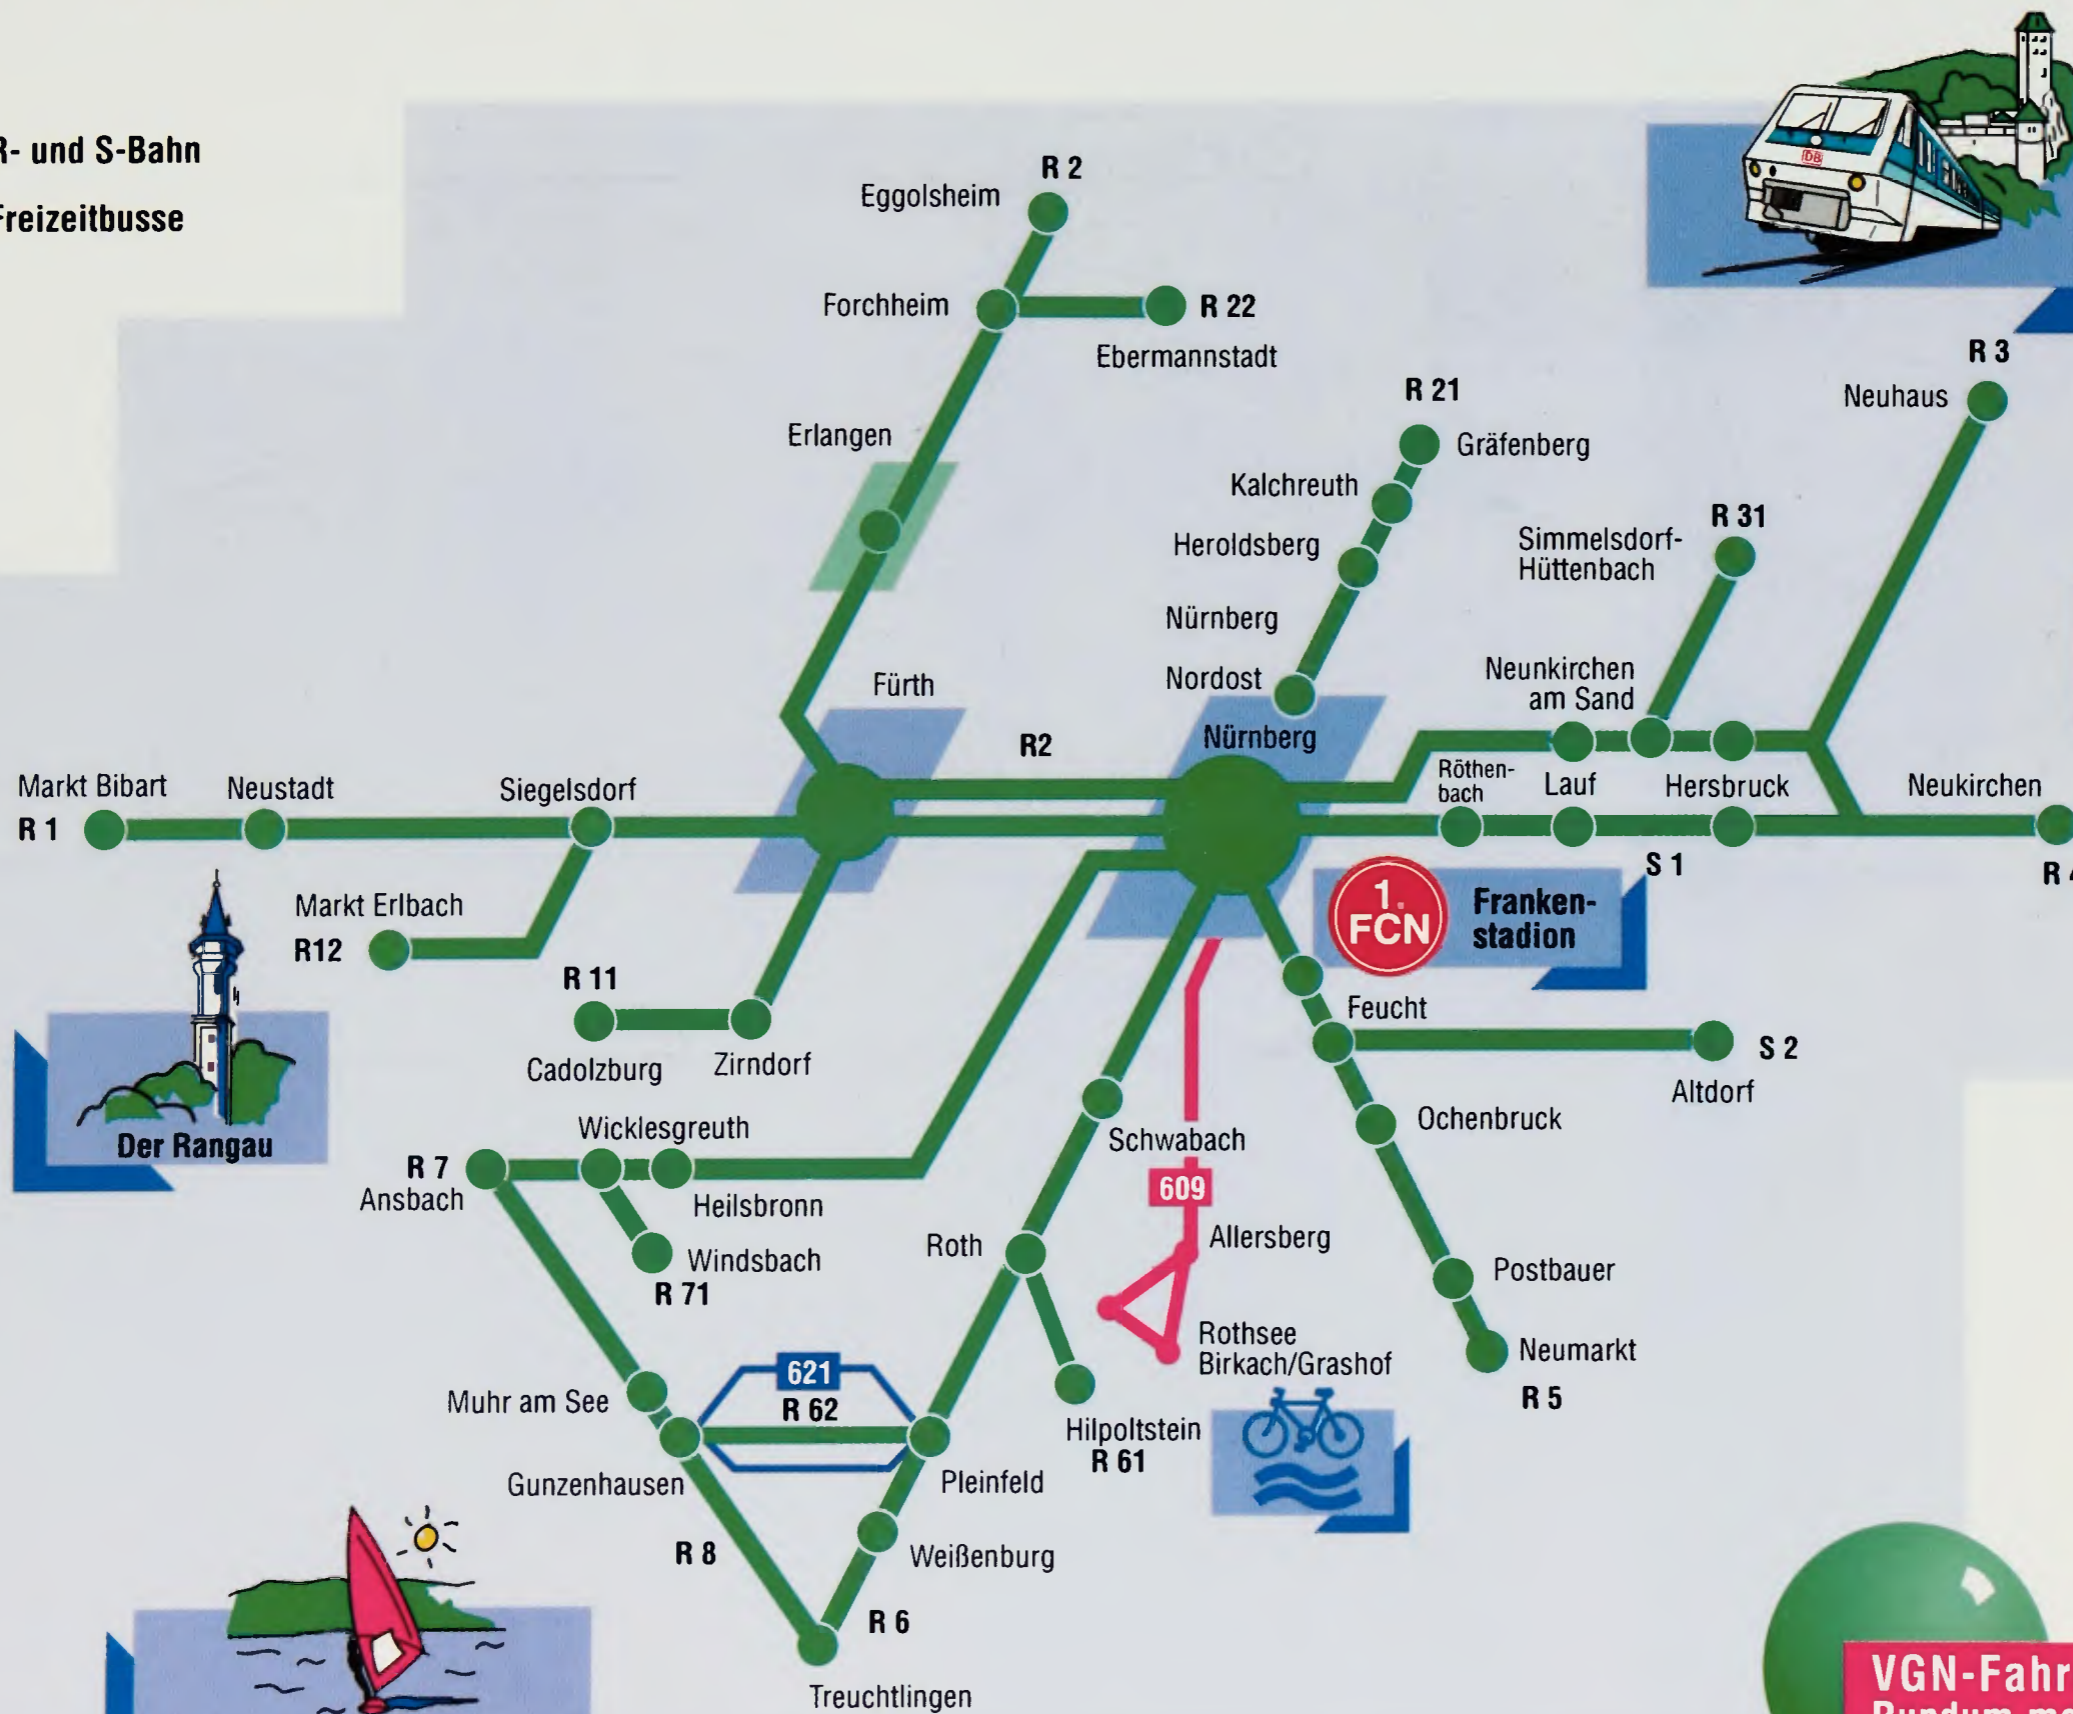 R- und S-Bahn
Freizeitbusse
DB
R 2
Eggolsheim
Forchheim
R 22
Ebermannstadt
Erlangen
R 21
Gräfenberg
Kalchreuth
Heroldsberg
Nürnberg
Nordost
R 3
Neuhaus
R 31
Simmelsdorf-
Hüttenbach
Neunkirchen
am Sand
Fürth
Nürnberg
R2
Röthen-
bach
Lauf
Hersbruck
Neukirchen
Markt Bibart
R 1
Neustadt
Siegelsdorf
S 1
R 4
Markt Erlbach
R12
R 11
Cadolzburg
Zirndorf
1.
FCN
Franken-
stadion
Feucht
S 2
Altdorf
Ochenbruck
Der Rangau
Wicklesgreuth
R 7
Ansbach
Heilsbronn
Windsbach
R 71
Schwabach
609
Allersberg
Roth
Rothsee
Birkach/Grashof
Postbauer
Neumarkt
R 5
621
R 62
Muhr am See
Gunzenhausen
Pleinfeld
Hilpoltstein
R 61
R 8
Weißenburg
R 6
Treuchtlingen
VGN-Fahr